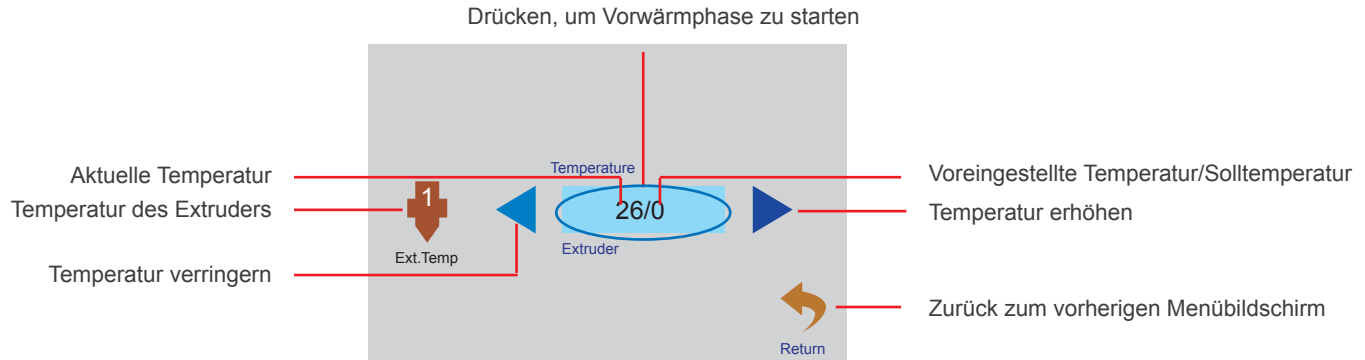 Drücken, um Vorwärmphase zu starten
Temperature
Aktuelle Temperatur
Voreingestellte Temperatur/Solltemperatur
1
26/0
Temperatur des Extruders
Temperatur erhöhen
Extruder
Ext.Temp
Temperatur verringern
Zurück zum vorherigen Menübildschirm
Return